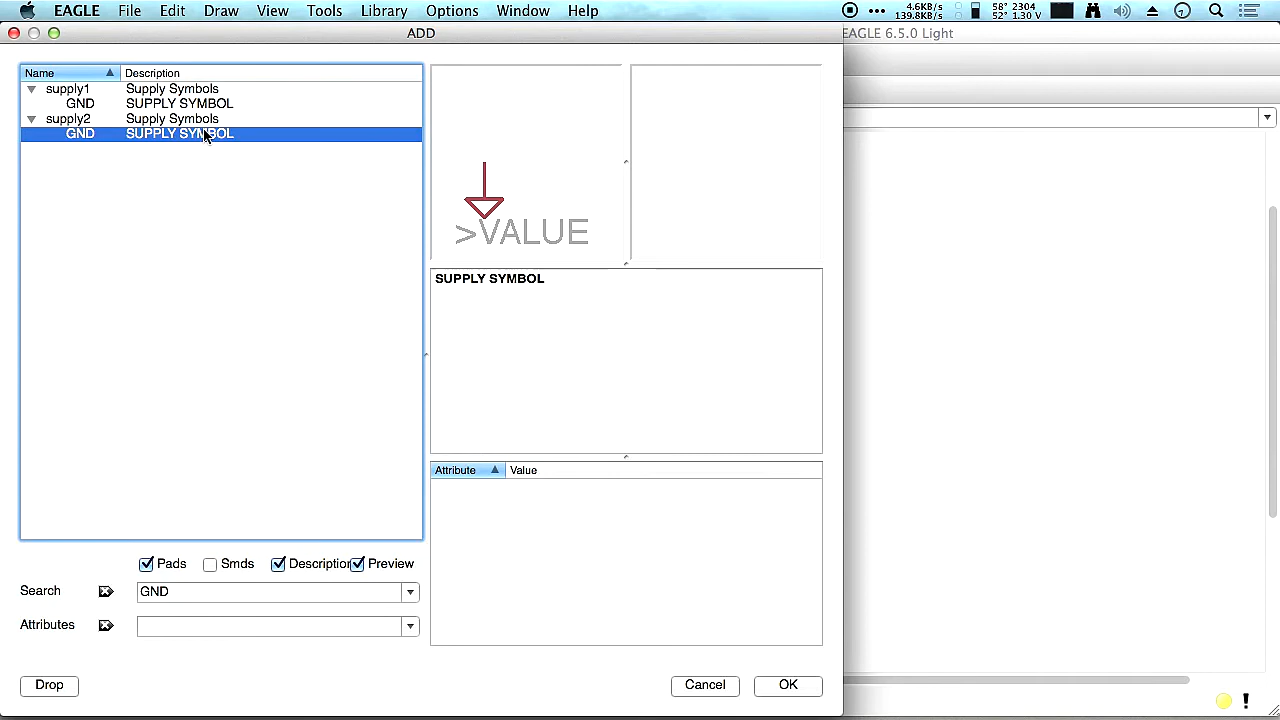 EAGLE File Edit Draw View Tools Library Options Window Help
4.6KB/s
139.8KB/s
58° 2304
52° 1.30 V
ADD
EAGLE 6.5.0 Light
Name Description
supply1 Supply Symbols
GND SUPPLY SYMBOL
supply2 Supply Symbols
GND SUPPLY SYMBOL
>VALUE
SUPPLY SYMBOL
Attribute Value
Pads Smds Description Preview
Search GND
Attributes
Drop Cancel OK